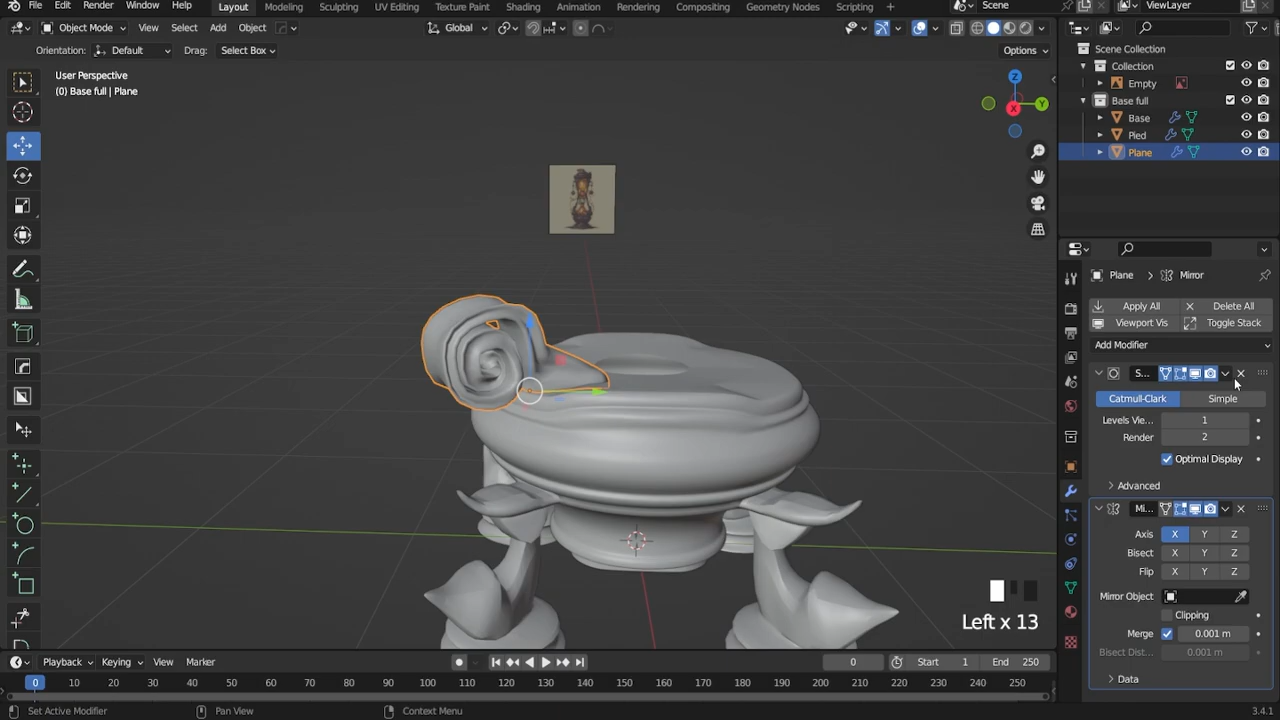 File Edit Render Window Help Layout Modeling Sculpting UV Editing Texture Paint Shading Animation Rendering Compositing Geometry Nodes Scripting Scene ViewLayer
Object Mode View Select Add Object Global
Orientation: Default Drag: Select Box Options
User Perspective
(0) Base full | Plane
Z
Y
X
Scene Collection
Collection
Empty
Base full
Base
Pied
Plane
Plane Mirror
Apply All Delete All
Viewport Vis Toggle Stack
Add Modifier
S...
Catmull-Clark Simple
Levels Vie... 1
Render 2
Optimal Display
Advanced
Mi...
Axis X Y Z
Bisect X Y Z
Flip X Y Z
Mirror Object
Clipping
Merge 0.001 m
Bisect Dist... 0.001 m
Data
Left x 13
Playback Keying View Marker 0 Start 1 End 250
0 10 20 30 40 50 60 70 80 90 100 110 120 130 140 150 160 170 180 190 200 210 220 230 240 250
Set Active Modifier Pan View Context Menu 3.4.1